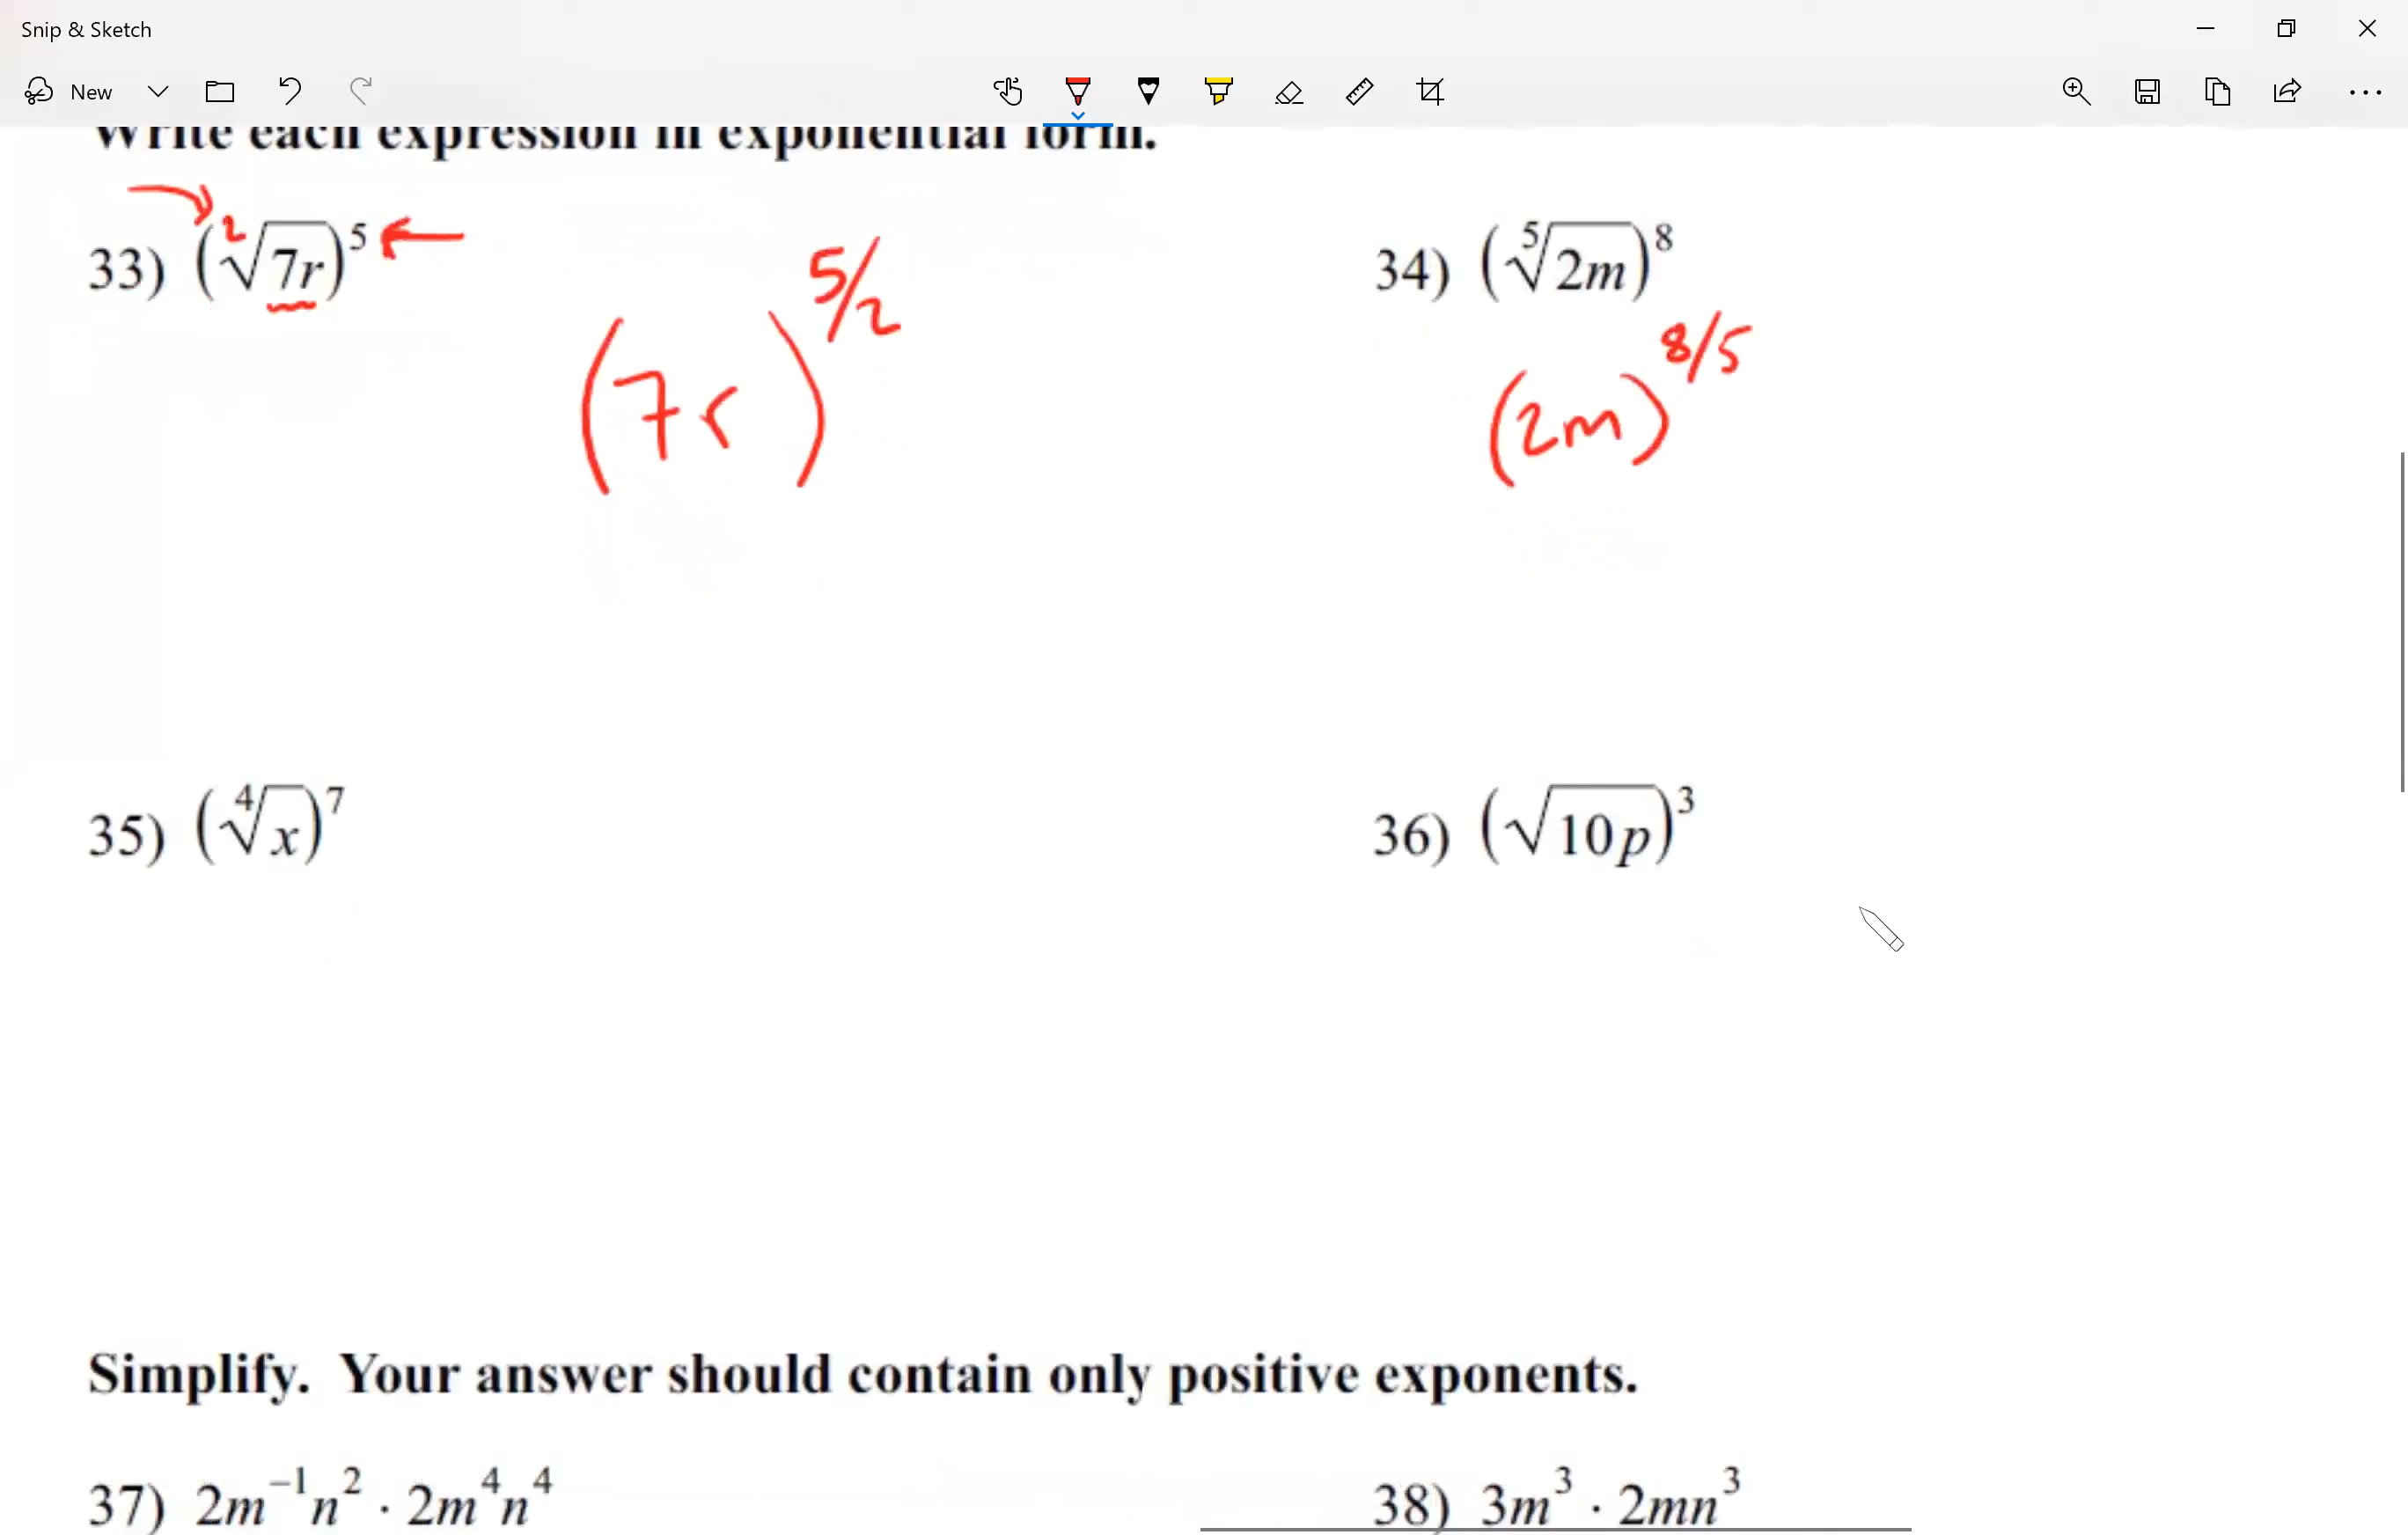 Snip & Sketch
New
Write each expression in exponential form.
33) (²√7r)⁵
(7r)^5/2
34) (⁵√2m)⁸
(2m)^8/5
35) (⁴√x)⁷
36) (√10p)³
Simplify. Your answer should contain only positive exponents.
37) 2m⁻¹n² · 2m⁴n⁴
38) 3m³ · 2mn³